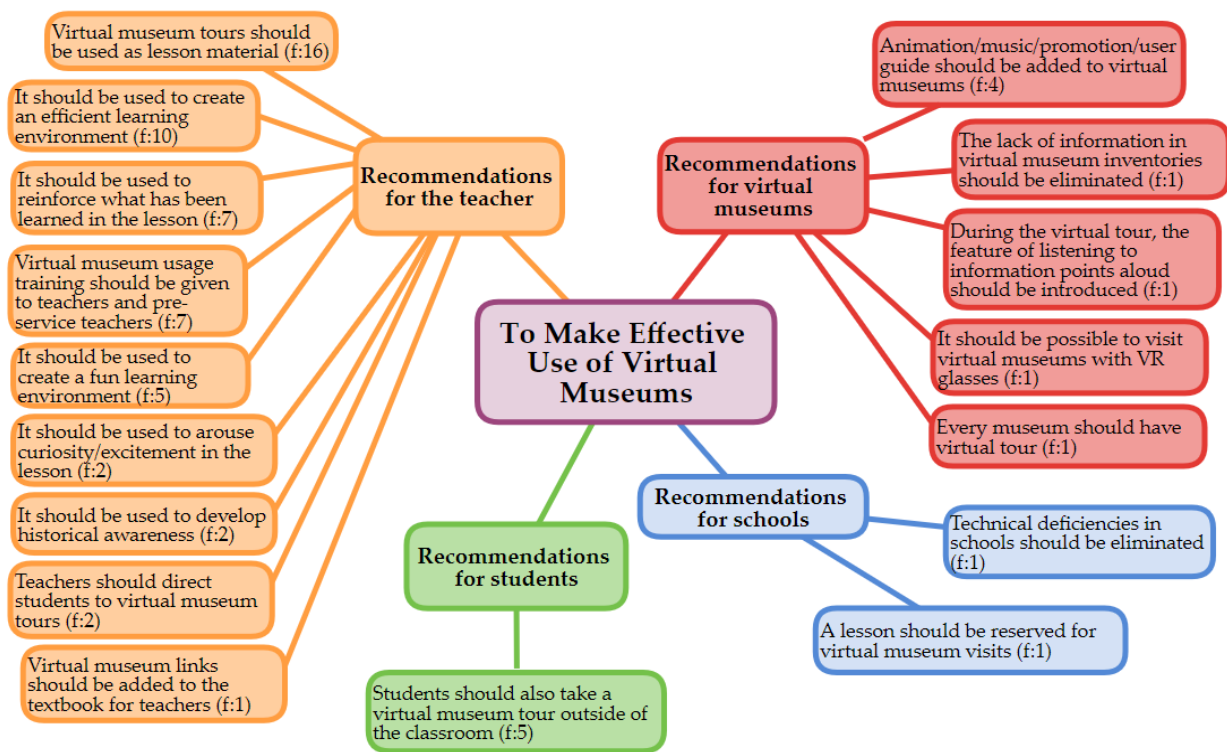 To Make Effective
Use of Virtual
Museums
Recommendations
for the teacher
Virtual museum tours should
be used as lesson material (f:16)
It should be used to create
an efficient learning
environment (f:10)
It should be used to
reinforce what has been
learned in the lesson (f:7)
Virtual museum usage
training should be given
to teachers and pre-
service teachers (f:7)
It should be used to
create a fun learning
environment (f:5)
It should be used to arouse
curiosity/excitement in the
lesson (f:2)
It should be used to develop
historical awareness (f:2)
Teachers should direct
students to virtual museum
tours (f:2)
Virtual museum links
should be added to the
textbook for teachers (f:1)
Recommendations
for virtual
museums
Animation/music/promotion/user
guide should be added to virtual
museums (f:4)
The lack of information in
virtual museum inventories
should be eliminated (f:1)
During the virtual tour, the
feature of listening to
information points aloud
should be introduced (f:1)
It should be possible to visit
virtual museums with VR
glasses (f:1)
Every museum should have
virtual tour (f:1)
Recommendations
for schools
Technical deficiencies in
schools should be eliminated
(f:1)
A lesson should be reserved for
virtual museum visits (f:1)
Recommendations
for students
Students should also take a
virtual museum tour outside of
the classroom (f:5)